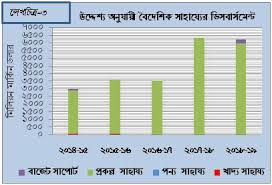 লেখচিত্র-৩
উদ্দেশ্য অনুযায়ী বৈদেশিক সাহায্যের ডিসবার্সমেন্ট
মিলিয়ন মার্কিন ডলার
৭০০০
৬০০০
৫০০০
৪০০০
৩০০০
২০০০
১০০০
০
২০১৪-১৫
২০১৫-১৬
২০১৬-১৭
২০১৭-১৮
২০১৮-১৯
বাজেট সাপোর্ট
প্রকল্প সাহায্য
পন্য সাহায্য
খাদ্য সাহায্য